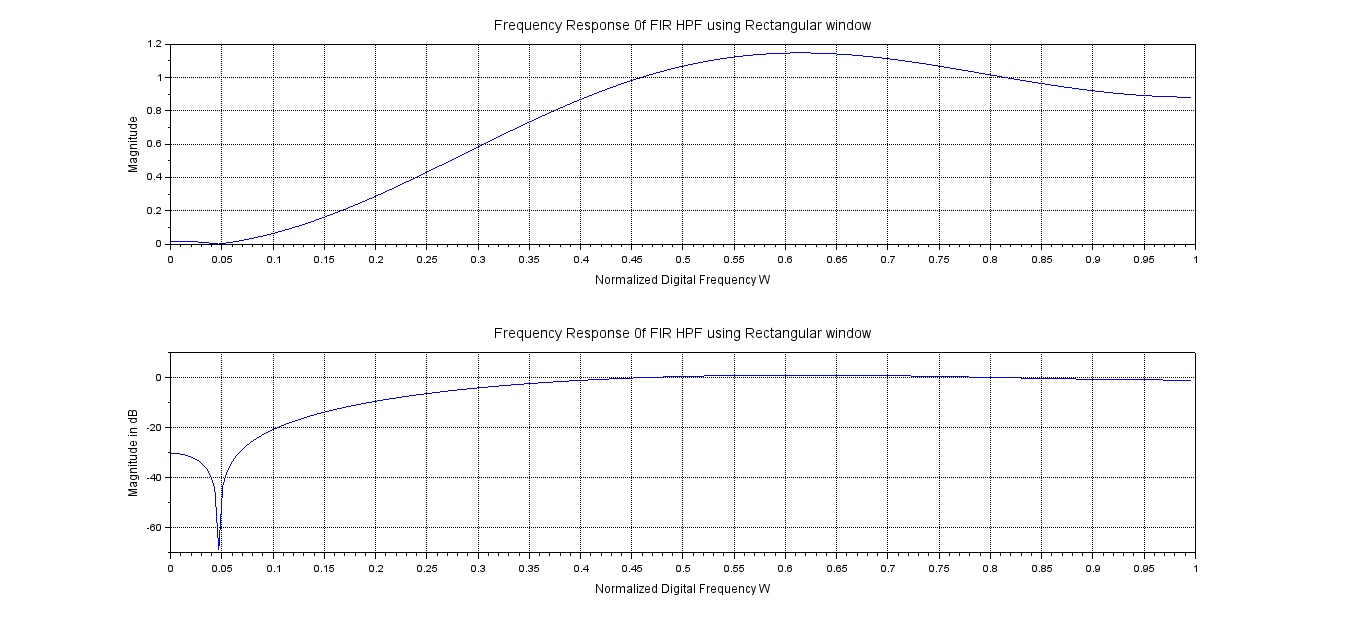 Frequency Response 0f FIR HPF using Rectangular window
1.2
1
0.8
0.6
0.4
0.2
0
Magnitude
0 0.05 0.1 0.15 0.2 0.25 0.3 0.35 0.4 0.45 0.5 0.55 0.6 0.65 0.7 0.75 0.8 0.85 0.9 0.95 1
Normalized Digital Frequency W
Frequency Response 0f FIR HPF using Rectangular window
0
-20
-40
-60
Magnitude in dB
0 0.05 0.1 0.15 0.2 0.25 0.3 0.35 0.4 0.45 0.5 0.55 0.6 0.65 0.7 0.75 0.8 0.85 0.9 0.95 1
Normalized Digital Frequency W